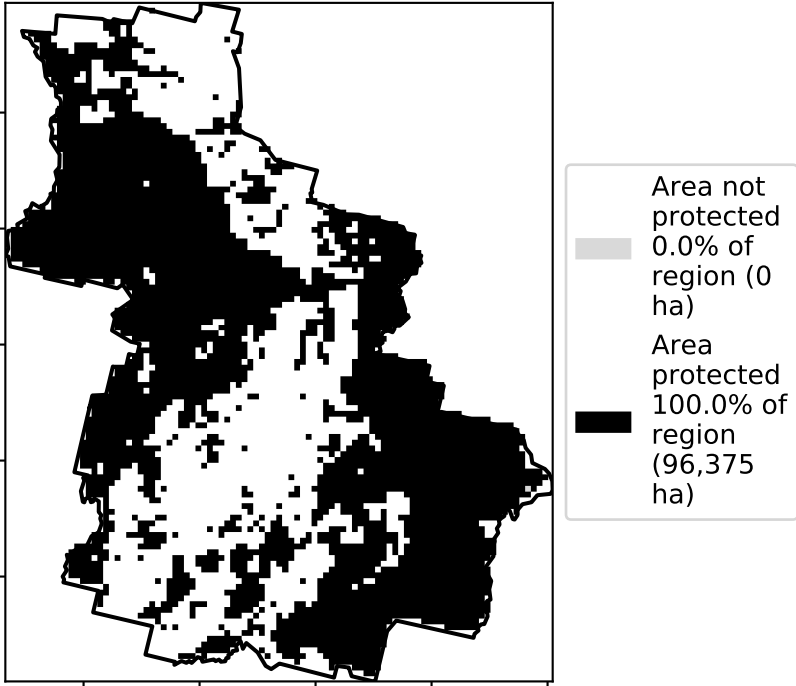 Area not
protected
0.0% of
region (0
ha)
Area
protected
100.0% of
region
(96,375
ha)